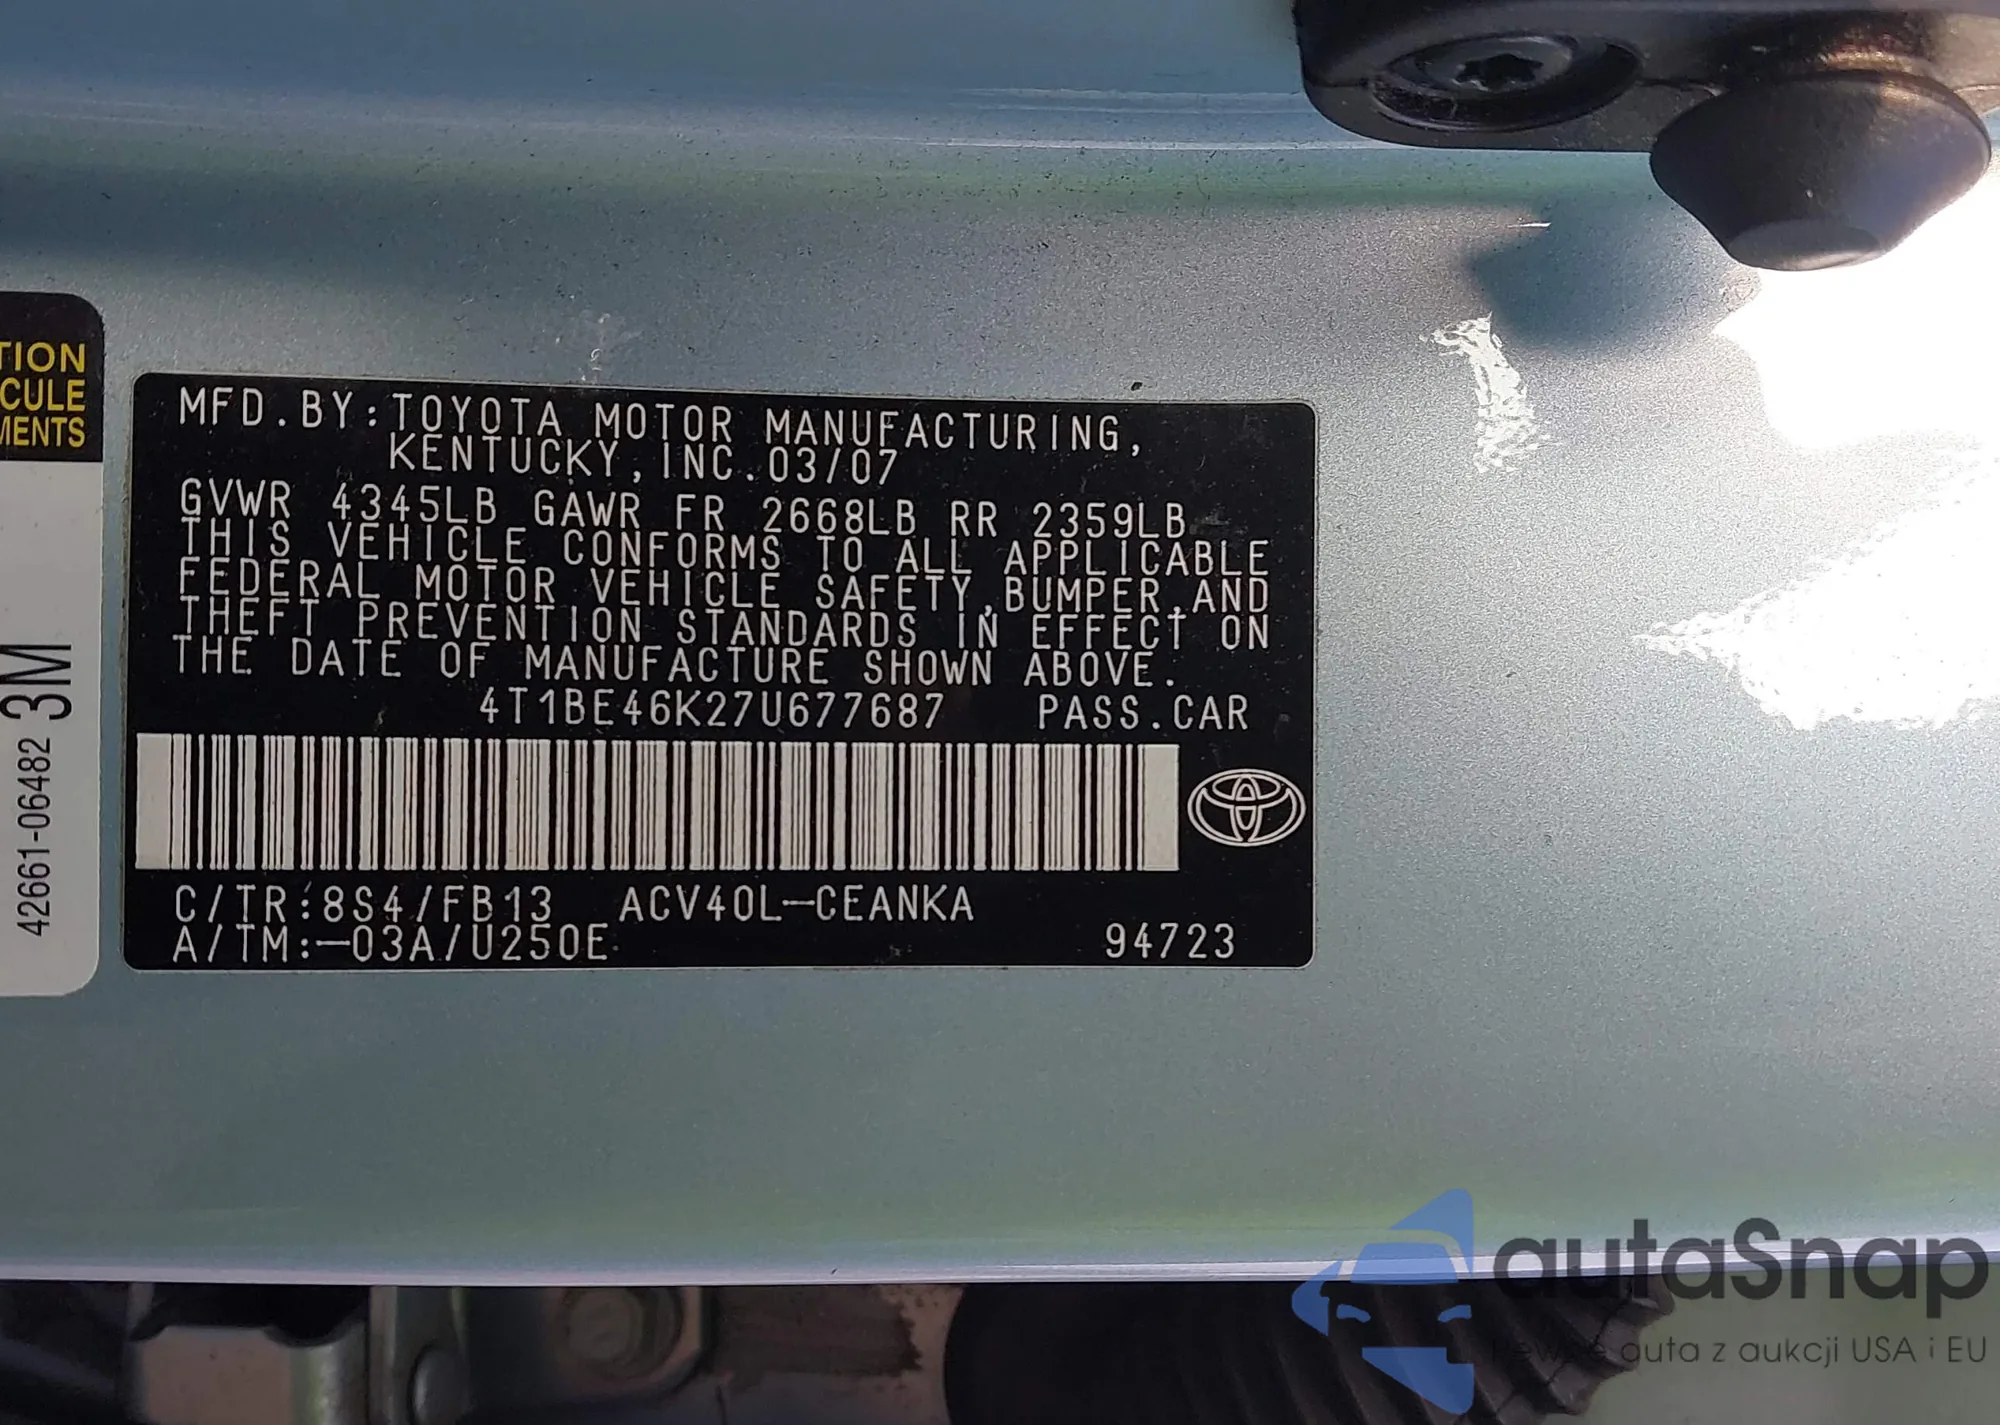 TION
CULE
MENTS
3M
42661-06482
MFD.BY:TOYOTA MOTOR MANUFACTURING,
KENTUCKY,INC.03/07
GVWR 4345LB GAWR FR 2668LB RR 2359LB
THIS VEHICLE CONFORMS TO ALL APPLICABLE
FEDERAL MOTOR VEHICLE SAFETY,BUMPER,AND
THEFT PREVENTION STANDARDS IN EFFECT ON
THE DATE OF MANUFACTURE SHOWN ABOVE.
4T1BE46K27U677687 PASS.CAR
C/TR:8S4/FB13 ACV40L-CEANKA
A/TM:-03A/U250E 94723
autaSnap
Pewne auta z aukcji USA i EU